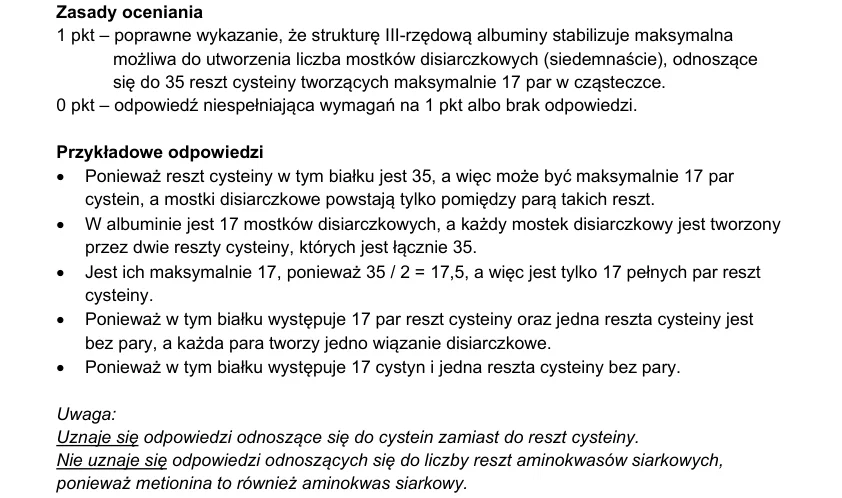 Zasady oceniania
1 pkt – poprawne wykazanie, że strukturę III-rzędową albuminy stabilizuje maksymalna
możliwa do utworzenia liczba mostków disiarczkowych (siedemnaście), odnoszące
się do 35 reszt cysteiny tworzących maksymalnie 17 par w cząsteczce.
0 pkt – odpowiedź niespełniająca wymagań na 1 pkt albo brak odpowiedzi.
Przykładowe odpowiedzi
• Ponieważ reszt cysteiny w tym białku jest 35, a więc może być maksymalnie 17 par
cystein, a mostki disiarczkowe powstają tylko pomiędzy parą takich reszt.
• W albuminie jest 17 mostków disiarczkowych, a każdy mostek disiarczkowy jest tworzony
przez dwie reszty cysteiny, których jest łącznie 35.
• Jest ich maksymalnie 17, ponieważ 35 / 2 = 17,5, a więc jest tylko 17 pełnych par reszt
cysteiny.
• Ponieważ w tym białku występuje 17 par reszt cysteiny oraz jedna reszta cysteiny jest
bez pary, a każda para tworzy jedno wiązanie disiarczkowe.
• Ponieważ w tym białku występuje 17 cystyn i jedna reszta cysteiny bez pary.
Uwaga:
Uznaje się odpowiedzi odnoszące się do cystein zamiast do reszt cysteiny.
Nie uznaje się odpowiedzi odnoszących się do liczby reszt aminokwasów siarkowych,
ponieważ metionina to również aminokwas siarkowy.